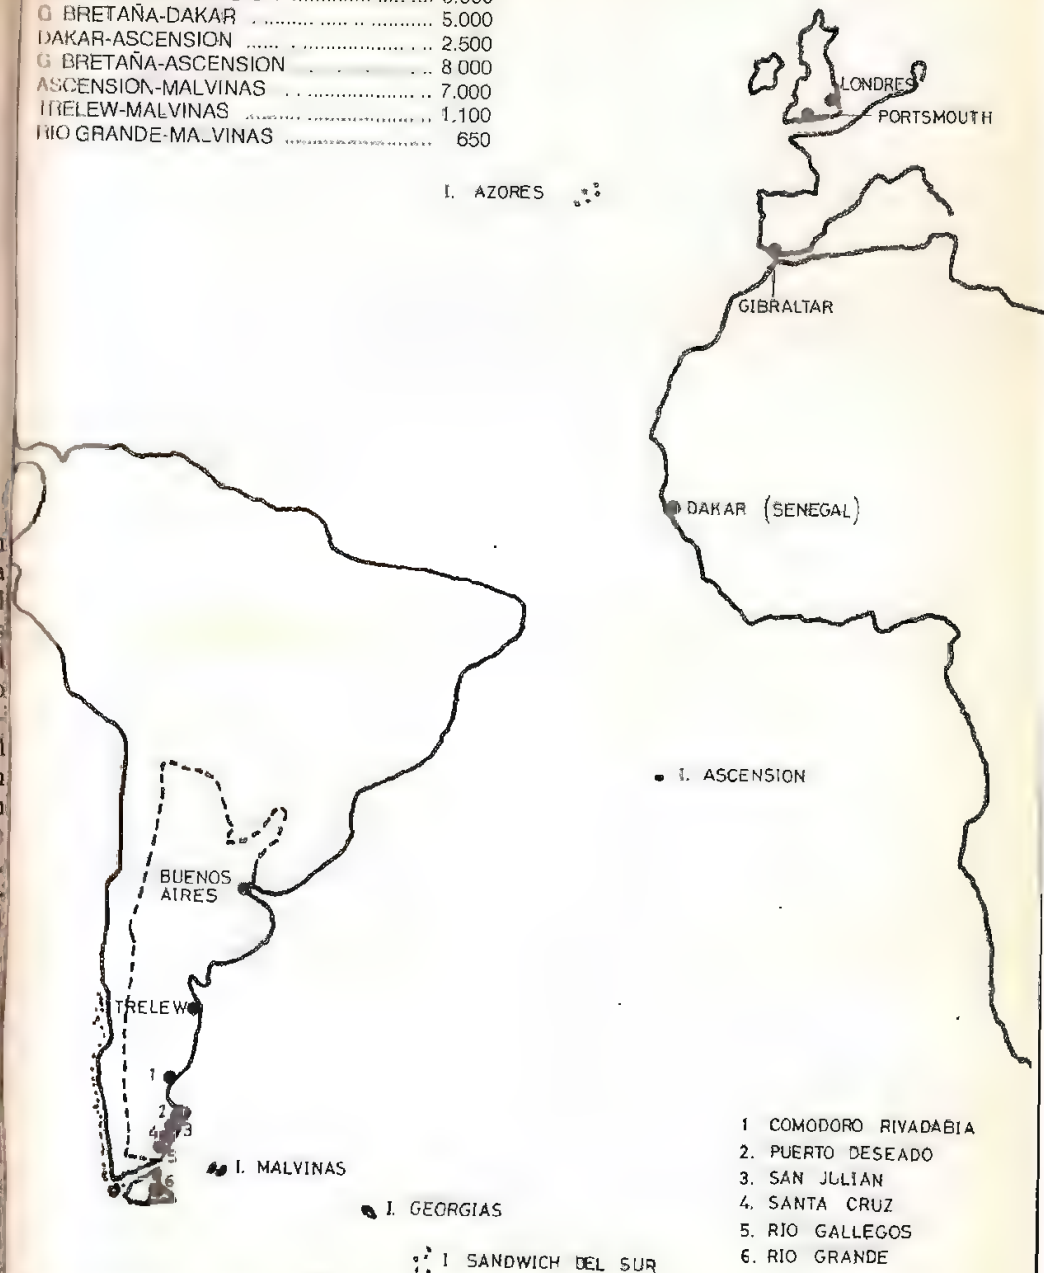 G BRETAÑA-DAKAR ........ 5.000
DAKAR-ASCENSION ........ 2.500
G BRETAÑA-ASCENSION ........ 8 000
ASCENSION-MALVINAS ........ 7.000
TRELEW-MALVINAS ........ 1.100
RIO GRANDE-MALVINAS ........ 650
LONDRES
PORTSMOUTH
I. AZORES
GIBRALTAR
DAKAR (SENEGAL)
I. ASCENSION
BUENOS
AIRES
TRELEW
1
2
3
4
5
6
I. MALVINAS
I. GEORGIAS
I SANDWICH DEL SUR
1 COMODORO RIVADABIA
2. PUERTO DESEADO
3. SAN JULIAN
4. SANTA CRUZ
5. RIO GALLEGOS
6. RIO GRANDE